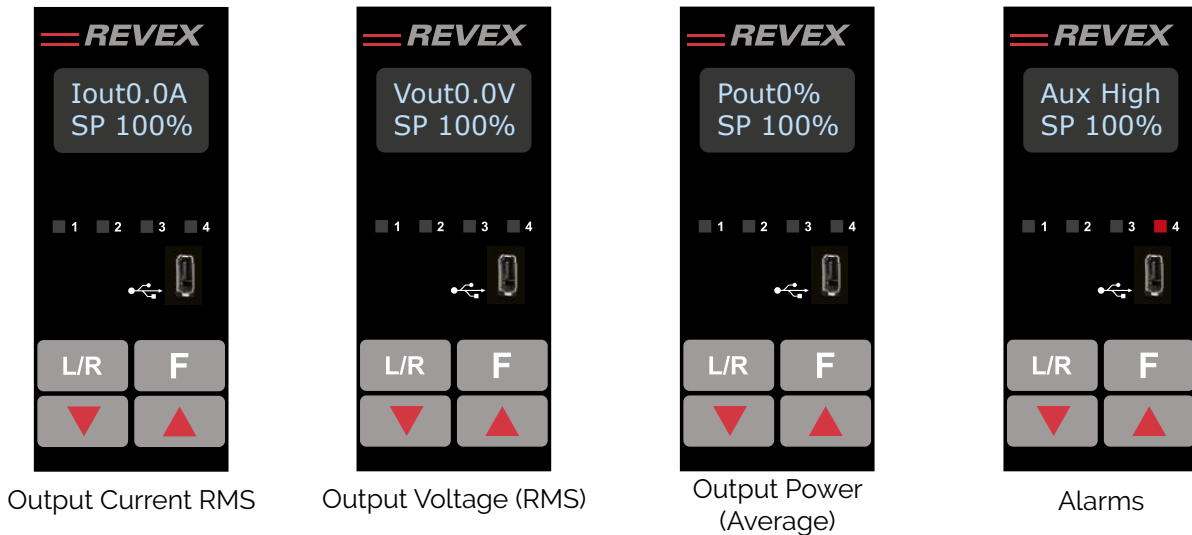 REVEX
Iout0.0A
SP 100%
1 2 3 4
L/R F
Output Current RMS
REVEX
Vout0.0V
SP 100%
1 2 3 4
L/R F
Output Voltage (RMS)
REVEX
Pout0%
SP 100%
1 2 3 4
L/R F
Output Power
(Average)
REVEX
Aux High
SP 100%
1 2 3 4
L/R F
Alarms